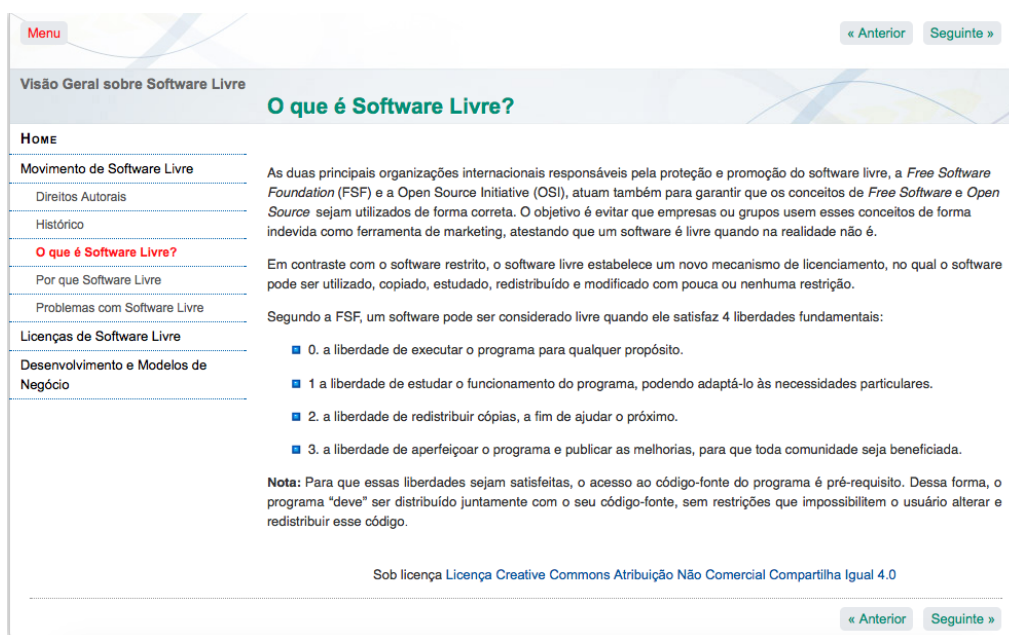 Menu
« Anterior
Seguinte »
Visão Geral sobre Software Livre
O que é Software Livre?
HOME
Movimento de Software Livre
Direitos Autorais
Histórico
O que é Software Livre?
Por que Software Livre
Problemas com Software Livre
Licenças de Software Livre
Desenvolvimento e Modelos de
Negócio
As duas principais organizações internacionais responsáveis pela proteção e promoção do software livre, a Free Software
Foundation (FSF) e a Open Source Initiative (OSI), atuam também para garantir que os conceitos de Free Software e Open
Source sejam utilizados de forma correta. O objetivo é evitar que empresas ou grupos usem esses conceitos de forma
indevida como ferramenta de marketing, atestando que um software é livre quando na realidade não é.
Em contraste com o software restrito, o software livre estabelece um novo mecanismo de licenciamento, no qual o software
pode ser utilizado, copiado, estudado, redistribuído e modificado com pouca ou nenhuma restrição.
Segundo a FSF, um software pode ser considerado livre quando ele satisfaz 4 liberdades fundamentais:
0. a liberdade de executar o programa para qualquer propósito.
1 a liberdade de estudar o funcionamento do programa, podendo adaptá-lo às necessidades particulares.
2. a liberdade de redistribuir cópias, a fim de ajudar o próximo.
3. a liberdade de aperfeiçoar o programa e publicar as melhorias, para que toda comunidade seja beneficiada.
Nota: Para que essas liberdades sejam satisfeitas, o acesso ao código-fonte do programa é pré-requisito. Dessa forma, o
programa “deve” ser distribuído juntamente com o seu código-fonte, sem restrições que impossibilitem o usuário alterar e
redistribuir esse código.
Sob licença Licença Creative Commons Atribuição Não Comercial Compartilha Igual 4.0
« Anterior
Seguinte »